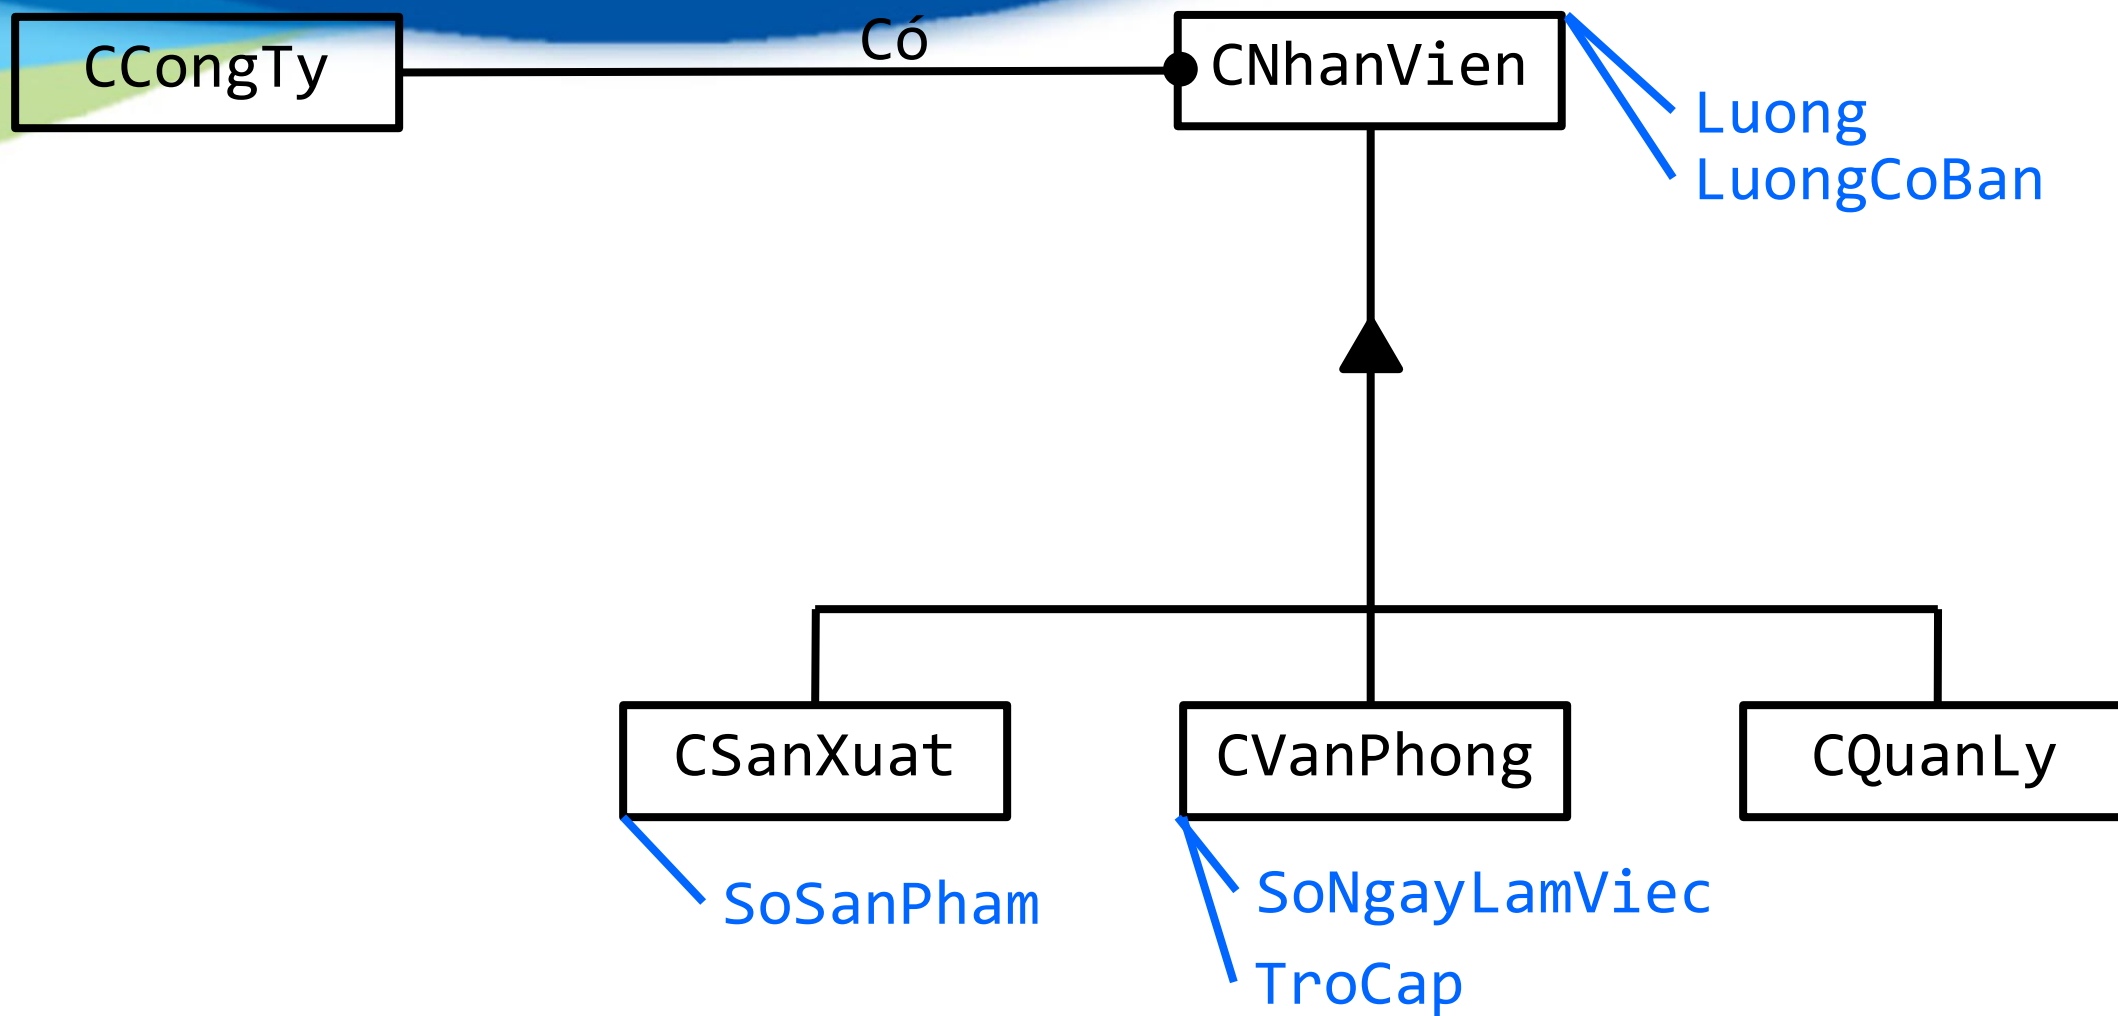 CCongTy
Có
CNhanVien
Luong
LuongCoBan
CSanXuat
CVanPhong
CQuanLy
SoSanPham
SoNgayLamViec
TroCap